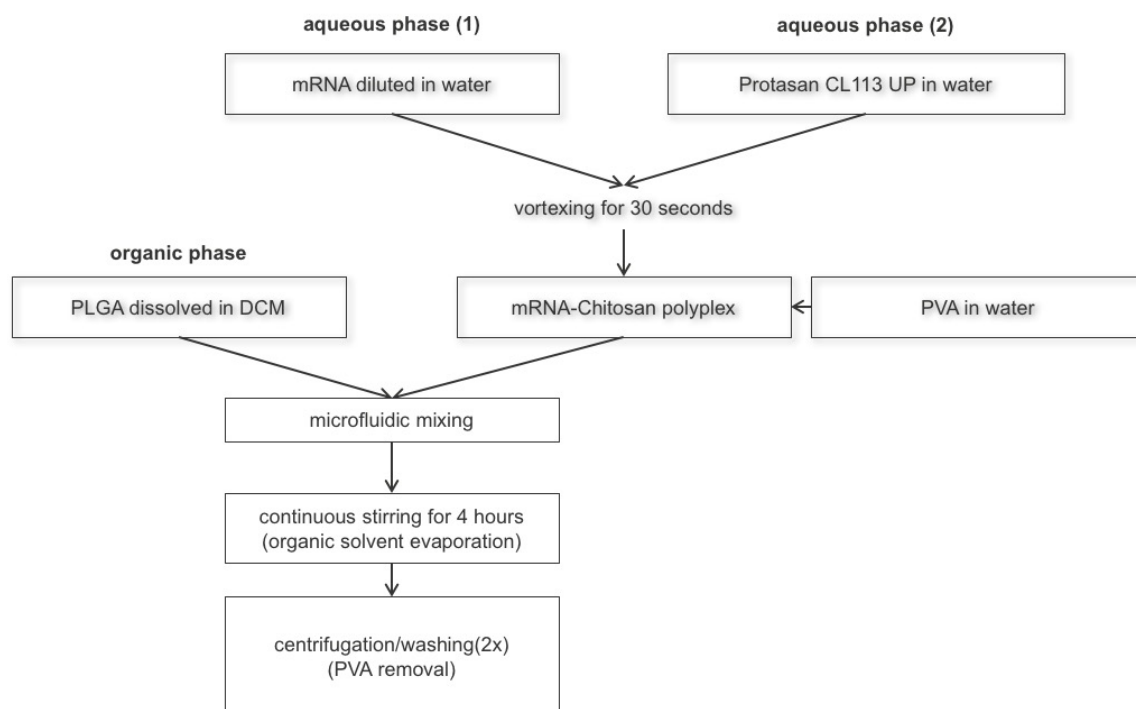 aqueous phase (1)
aqueous phase (2)
mRNA diluted in water
Protasan CL113 UP in water
vortexing for 30 seconds
organic phase
PLGA dissolved in DCM
mRNA-Chitosan polyplex
PVA in water
microfluidic mixing
continuous stirring for 4 hours
(organic solvent evaporation)
centrifugation/washing(2x)
(PVA removal)